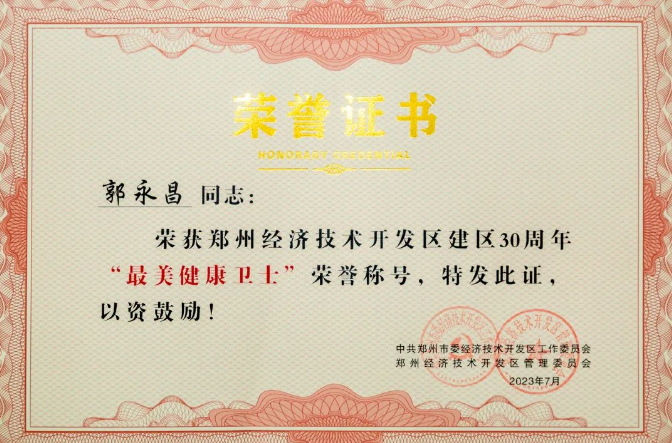 荣誉证书
HONORARY CREDENTIAL
郭永昌 同志：
荣获郑州经济技术开发区建区30周年
“最美健康卫士”荣誉称号，特发此证，
以资鼓励！
中共郑州市委经济技术开发区工作委员会
郑州经济技术开发区管理委员会
2023年7月